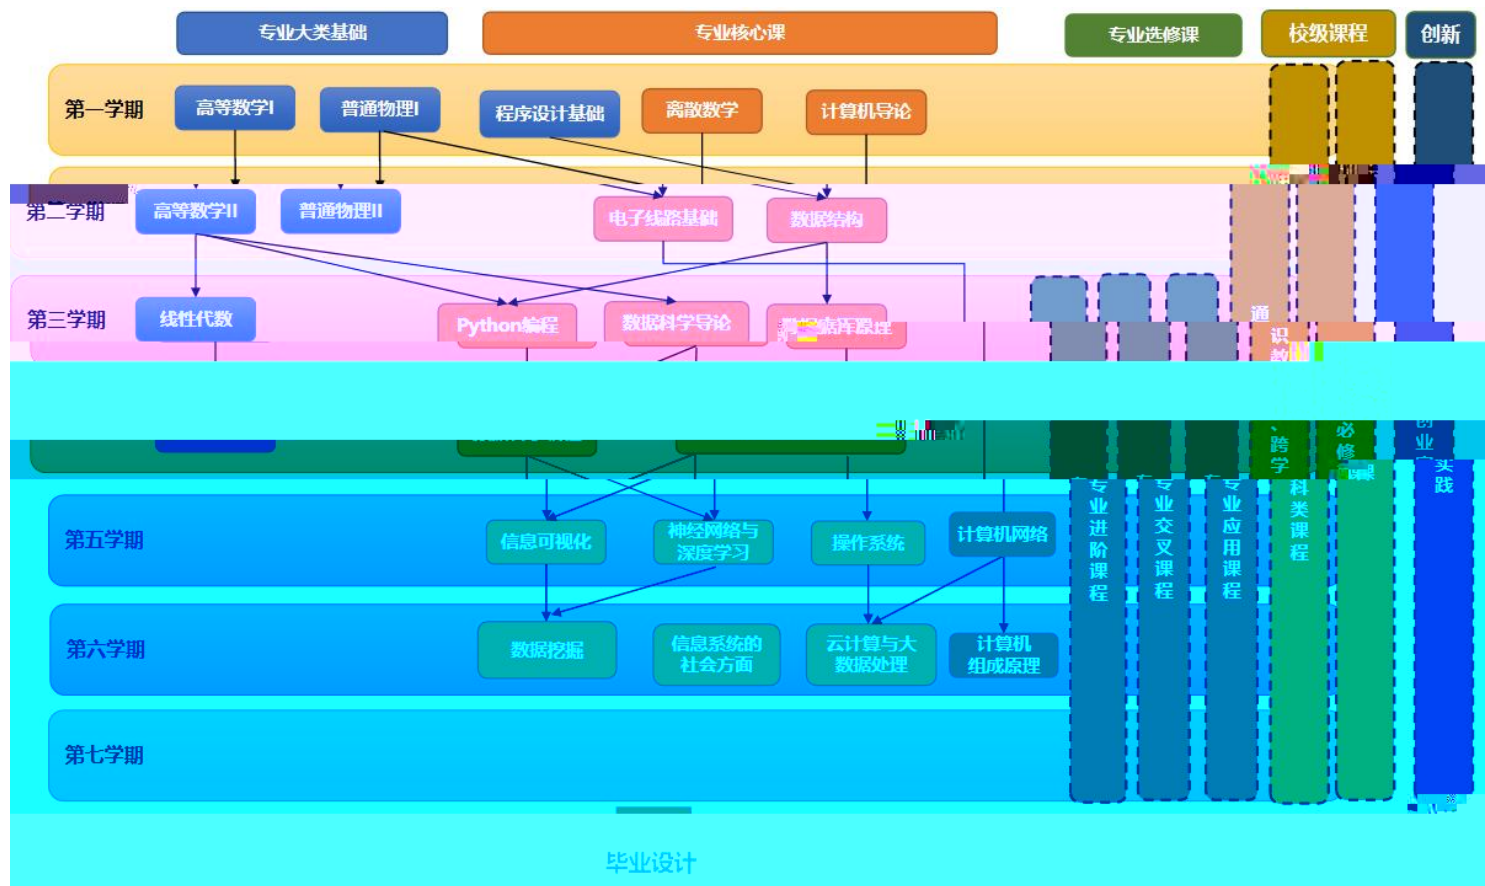 专业大类基础
专业核心课
专业选修课
校级课程
创新
第一学期
高等数学I
普通物理I
程序设计基础
离散数学
计算机导论
第二学期
高等数学II
普通物理II
电子线路基础
数据结构
第三学期
线性代数
Python编程
数据科学导论
数据库原理
第五学期
信息可视化
神经网络与
深度学习
操作系统
计算机网络
第六学期
数据挖掘
信息系统的
社会方面
云计算与大
数据处理
计算机
组成原理
第七学期
专业进阶课程
专业交叉课程
专业应用课程
通识教
、跨学科类课程
必修课
创业
实践
毕业设计